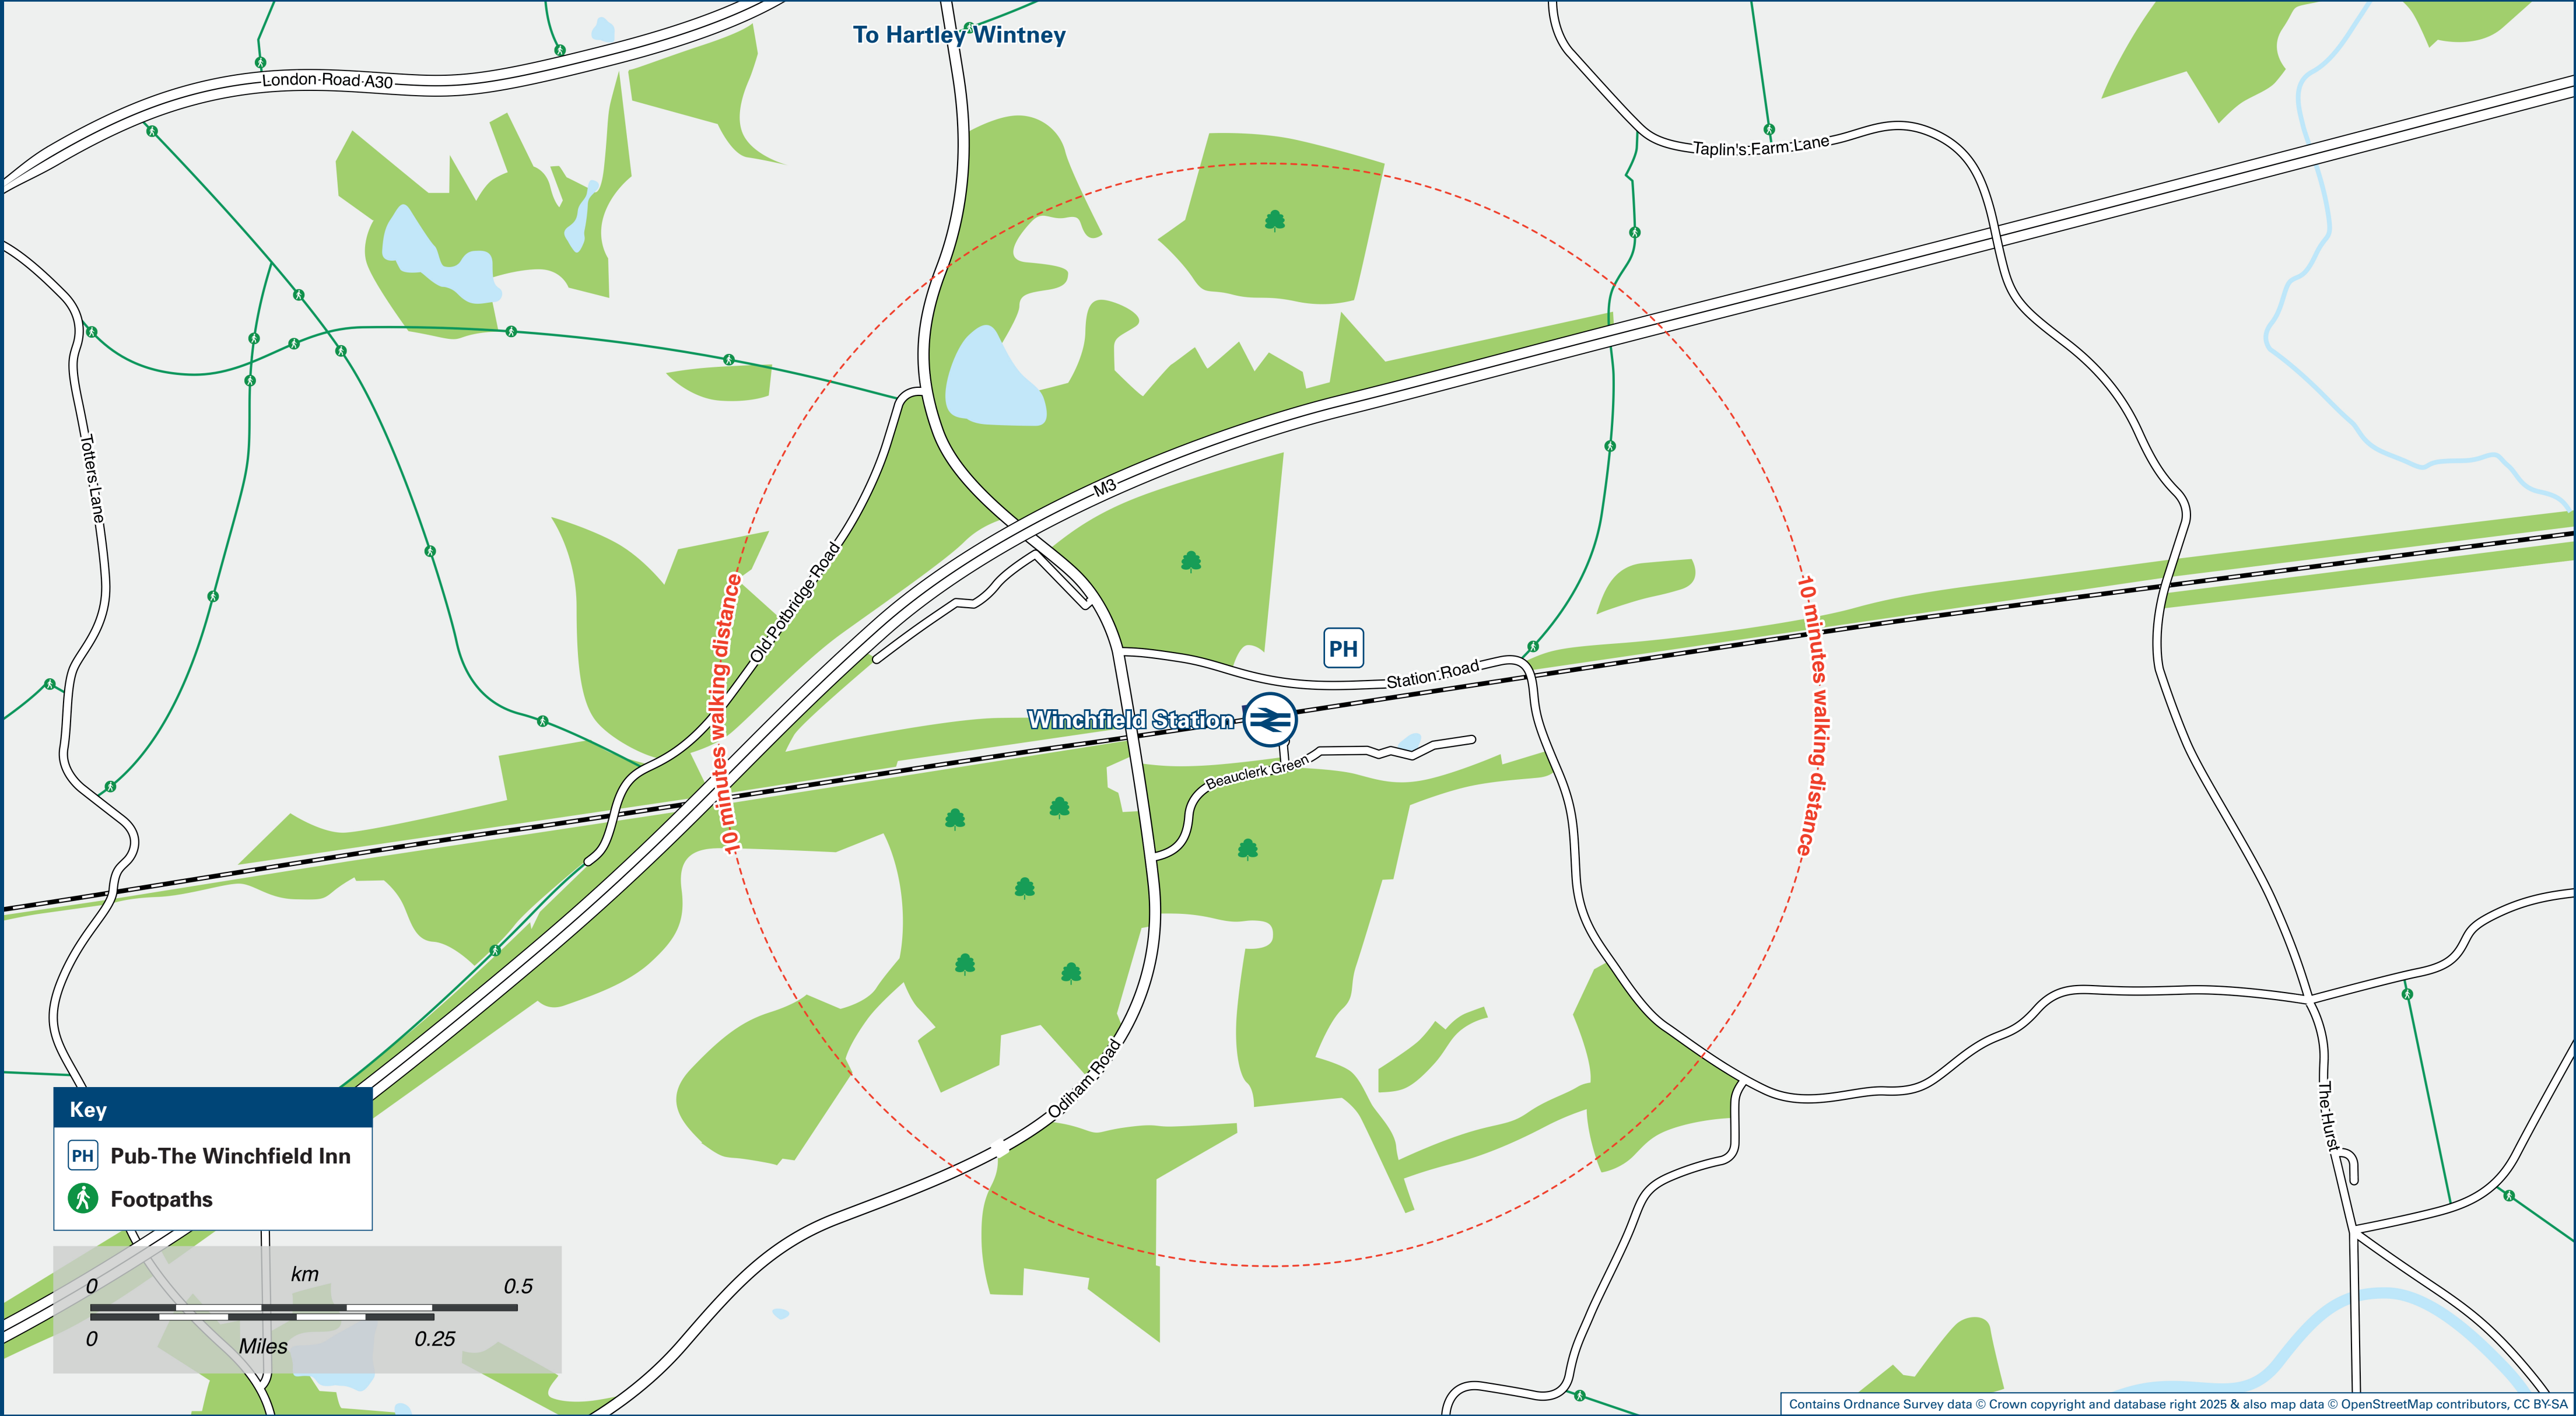 To Hartley Wintney
London Road A30
Taplin's Farm Lane
Totters Lane
M3
Old Potbridge Road
10 minutes walking distance
10 minutes walking distance
PH
Station Road
Winchfield Station
Beauclerk Green
Odiham Road
The Hurst
Key
PH Pub-The Winchfield Inn
Footpaths
km
0 0.5
0 0.25
Miles
Contains Ordnance Survey data © Crown copyright and database right 2025 & also map data © OpenStreetMap contributors, CC BY-SA